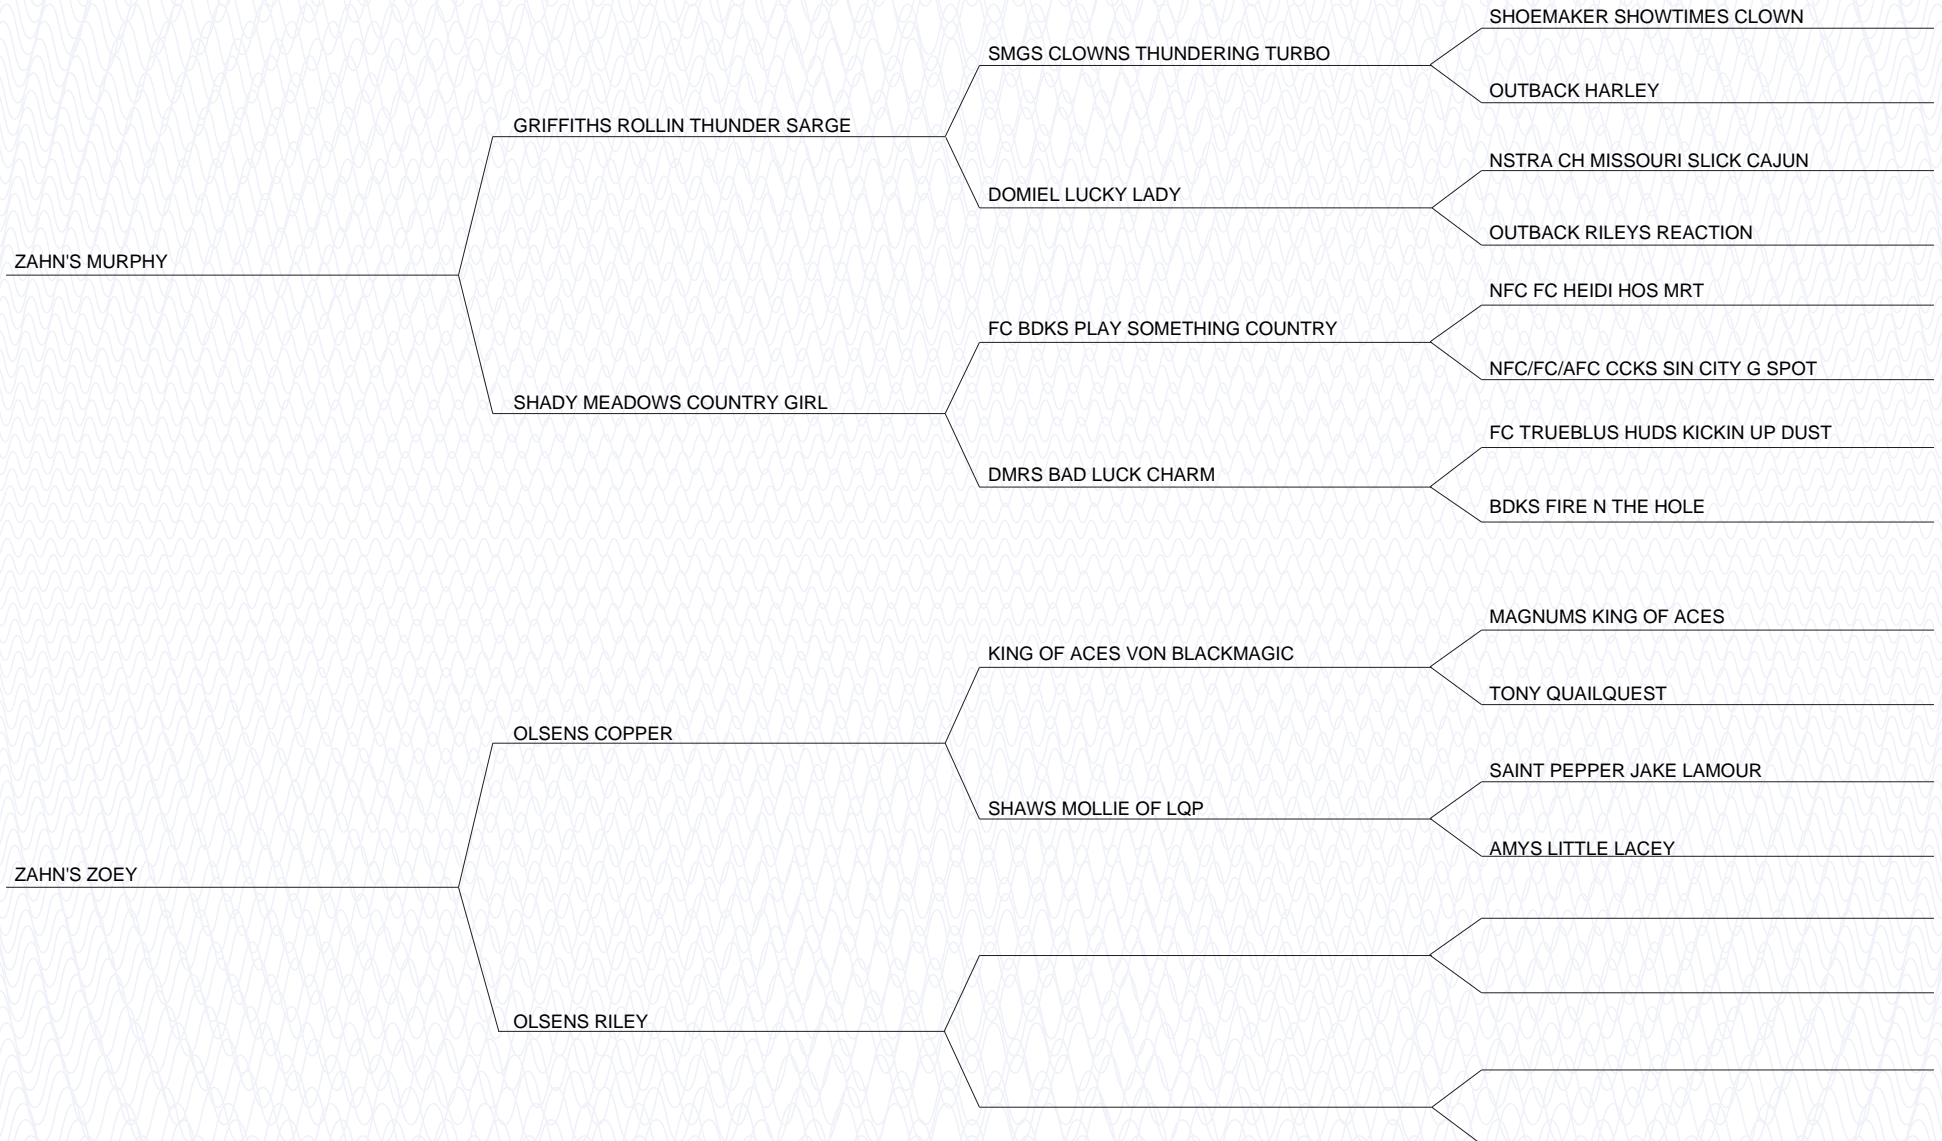 SHOEMAKER SHOWTIMES CLOWN
SMGS CLOWNS THUNDERING TURBO
OUTBACK HARLEY
GRIFFITHS ROLLIN THUNDER SARGE
NSTRA CH MISSOURI SLICK CAJUN
DOMIEL LUCKY LADY
OUTBACK RILEYS REACTION
ZAHN'S MURPHY
NFC FC HEIDI HOS MRT
FC BDKS PLAY SOMETHING COUNTRY
NFC/FC/AFC CCKS SIN CITY G SPOT
SHADY MEADOWS COUNTRY GIRL
FC TRUEBLUS HUDS KICKIN UP DUST
DMRS BAD LUCK CHARM
BDKS FIRE N THE HOLE
MAGNUMS KING OF ACES
KING OF ACES VON BLACKMAGIC
TONY QUAILQUEST
OLSENS COPPER
SAINT PEPPER JAKE LAMOUR
SHAWS MOLLIE OF LQP
AMYS LITTLE LACEY
ZAHN'S ZOEY
OLSENS RILEY